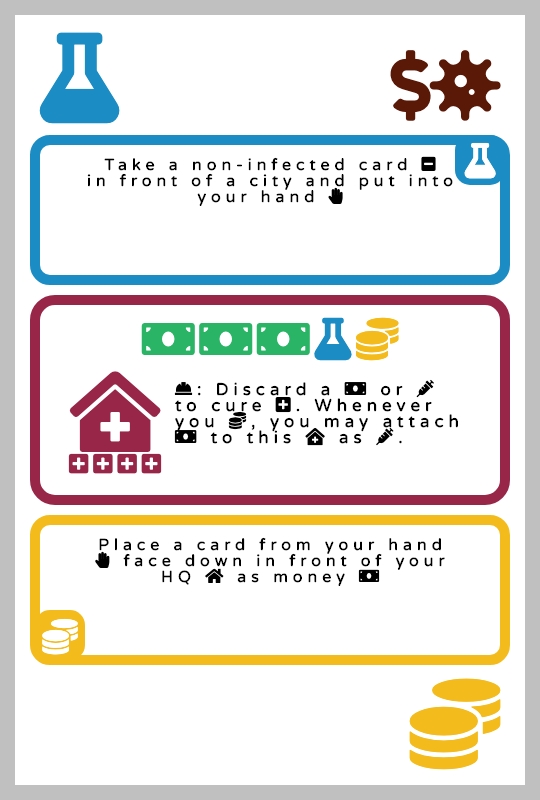 $
Take a non-infected card
in front of a city and put into
your hand
: Discard a or
to cure . Whenever
you , you may attach
to this as .
Place a card from your hand
face down in front of your
HQ as money